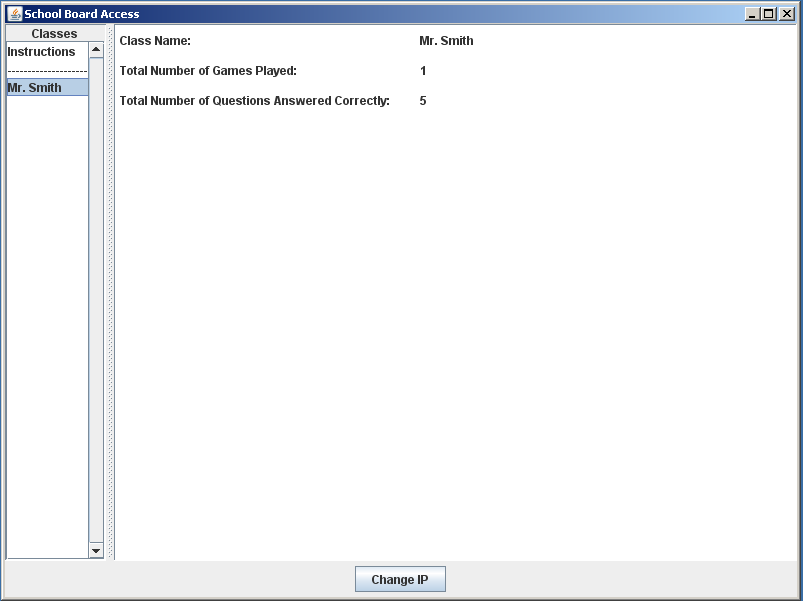 School Board Access
Classes
Instructions
--------------------
Mr. Smith
Class Name: Mr. Smith
Total Number of Games Played: 1
Total Number of Questions Answered Correctly: 5
Change IP